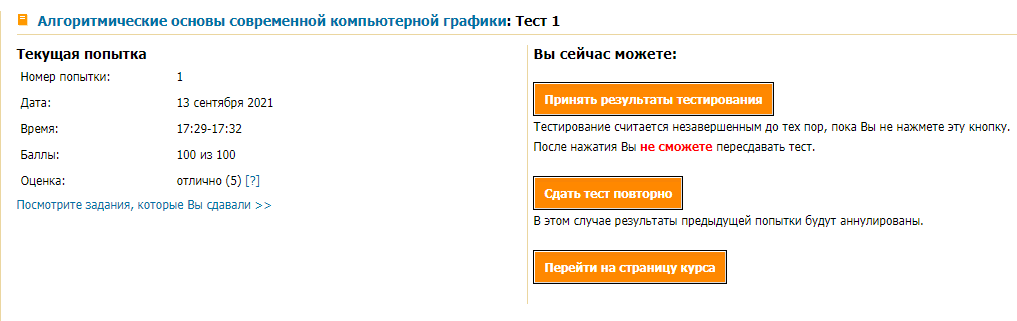 Алгоритмические основы современной компьютерной графики: Тест 1
Текущая попытка
Номер попытки: 1
Дата: 13 сентября 2021
Время: 17:29-17:32
Баллы: 100 из 100
Оценка: отлично (5) [?]
Посмотрите задания, которые Вы сдавали >>
Вы сейчас можете:
Принять результаты тестирования
Тестирование считается незавершенным до тех пор, пока Вы не нажмете эту кнопку.
После нажатия Вы не сможете пересдавать тест.
Сдать тест повторно
В этом случае результаты предыдущей попытки будут аннулированы.
Перейти на страницу курса